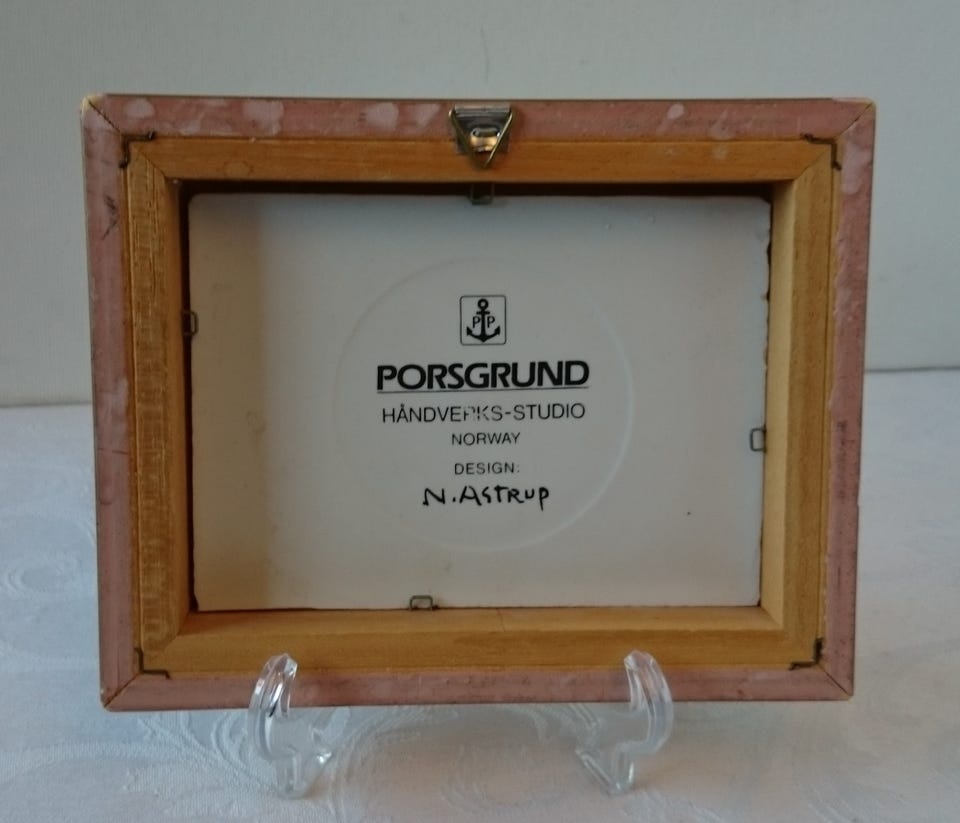 P P
PORSGRUND
HÅNDVERKS-STUDIO
NORWAY
DESIGN:
N. ASTRUP